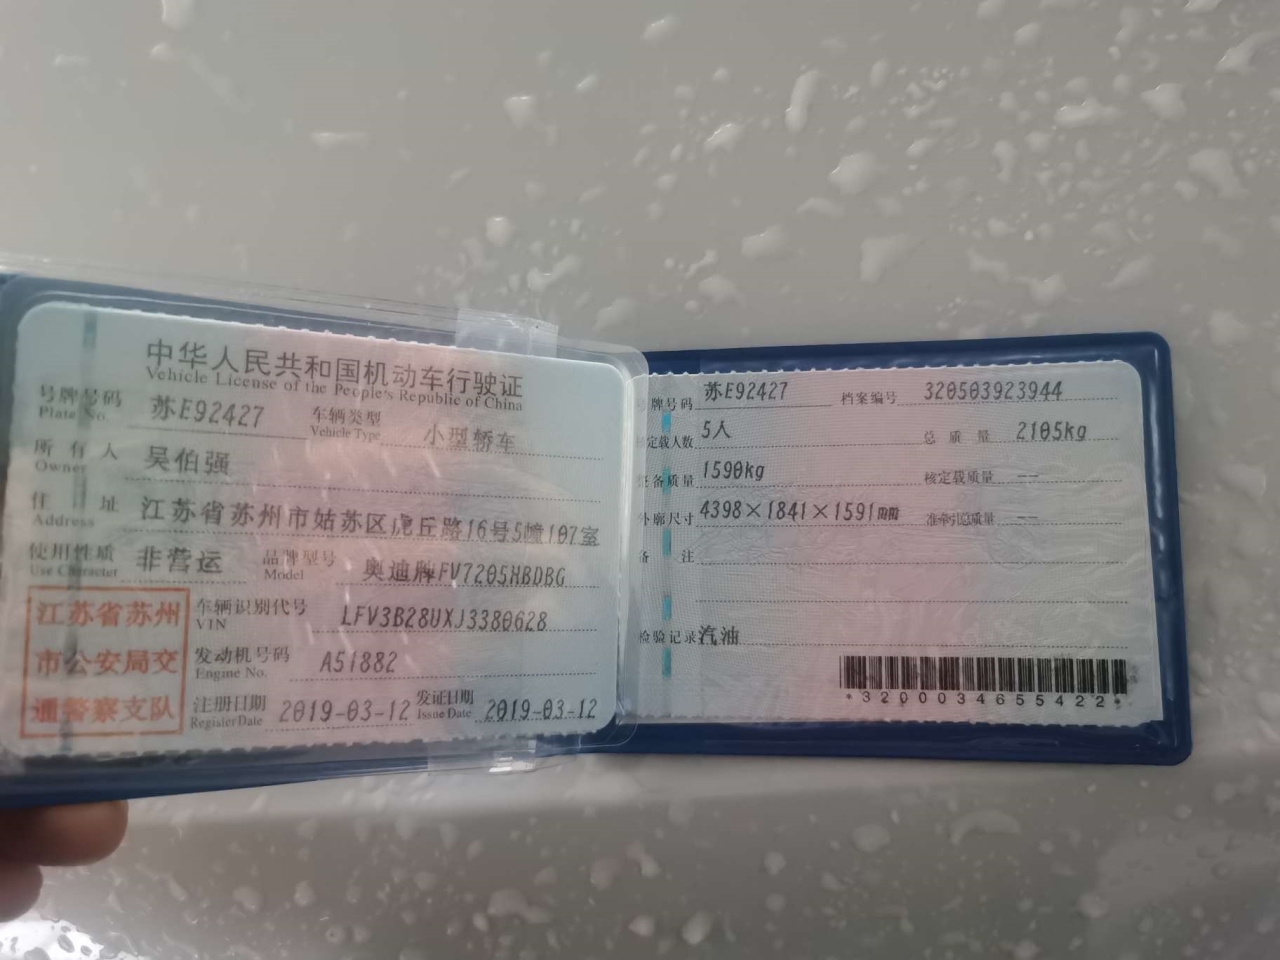 中华人民共和国机动车行驶证
Vehicle License of the People's Republic of China
号牌号码 苏E92427 车辆类型 小型轿车
Plate No. Vehicle Type
所有人 吴伯强
Owner
住址 江苏省苏州市姑苏区虎丘路16号5幢107室
Address
使用性质 非营运 品牌型号 奥迪牌FV7205HBDBG
Use Character Model
江苏省苏州
市公安局交
通警察支队
车辆识别代号 LFV3B28UXJ3380628
VIN
发动机号码 A51882
Engine No.
注册日期 2019-03-12 发证日期 2019-03-12
Register Date Issue Date
号牌号码 苏E92427 档案编号 320503923944
核定载人数 5人 总质量 2105kg
整备质量 1590kg 核定载质量 --
外廓尺寸 4398×1841×1591mm 准牵引总质量 --
备注
检验记录 汽油
*3200034655422*